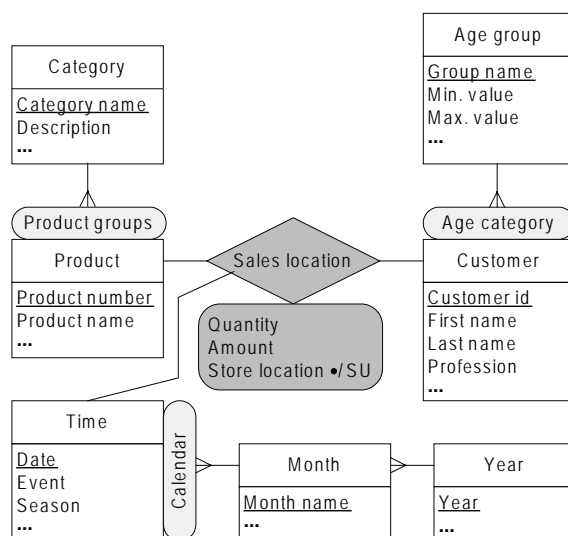 Category
Category name
Description
...
Age group
Group name
Min. value
Max. value
...
Product groups
Age category
Product
Product number
Product name
...
Sales location
Quantity
Amount
Store location •/SU
Customer
Customer id
First name
Last name
Profession
...
Time
Date
Event
Season
...
Calendar
Month
Month name
...
Year
Year
...